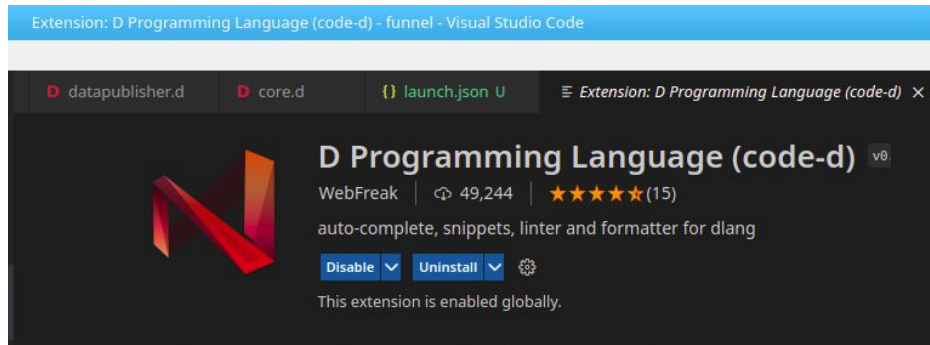 Extension: D Programming Language (code-d) - funnel - Visual Studio Code
D datapublisher.d D core.d {} launch.json U Extension: D Programming Language (code-d) ×
D Programming Language (code-d) v0.
WebFreak 49,244 ★★★★★(15)
auto-complete, snippets, linter and formatter for dlang
Disable Uninstall
This extension is enabled globally.